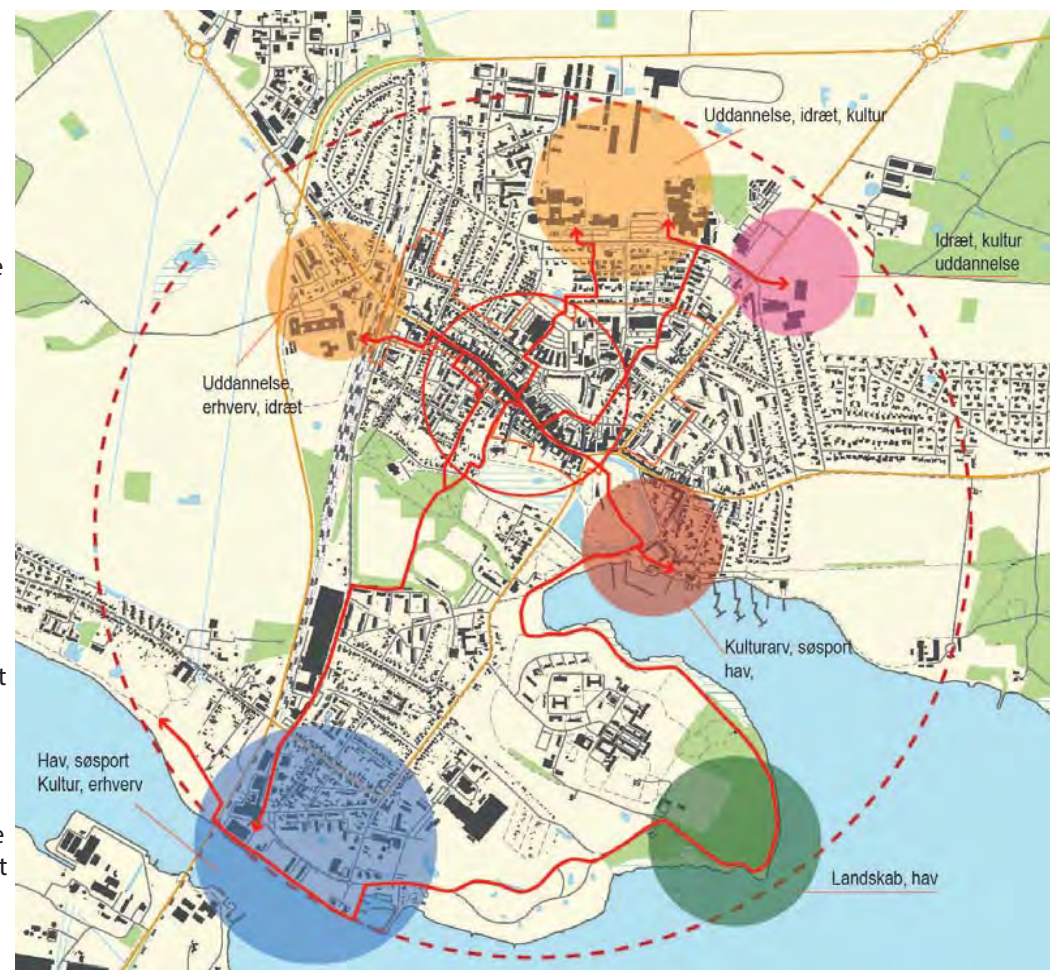 Uddannelse, idræt, kultur
Idræt, kultur
uddannelse
e
Uddannelse,
erhverv, idræt
Kulturarv, søsport
hav,
t
Hav, søsport
Kultur, erhverv
e
t
Landskab, hav